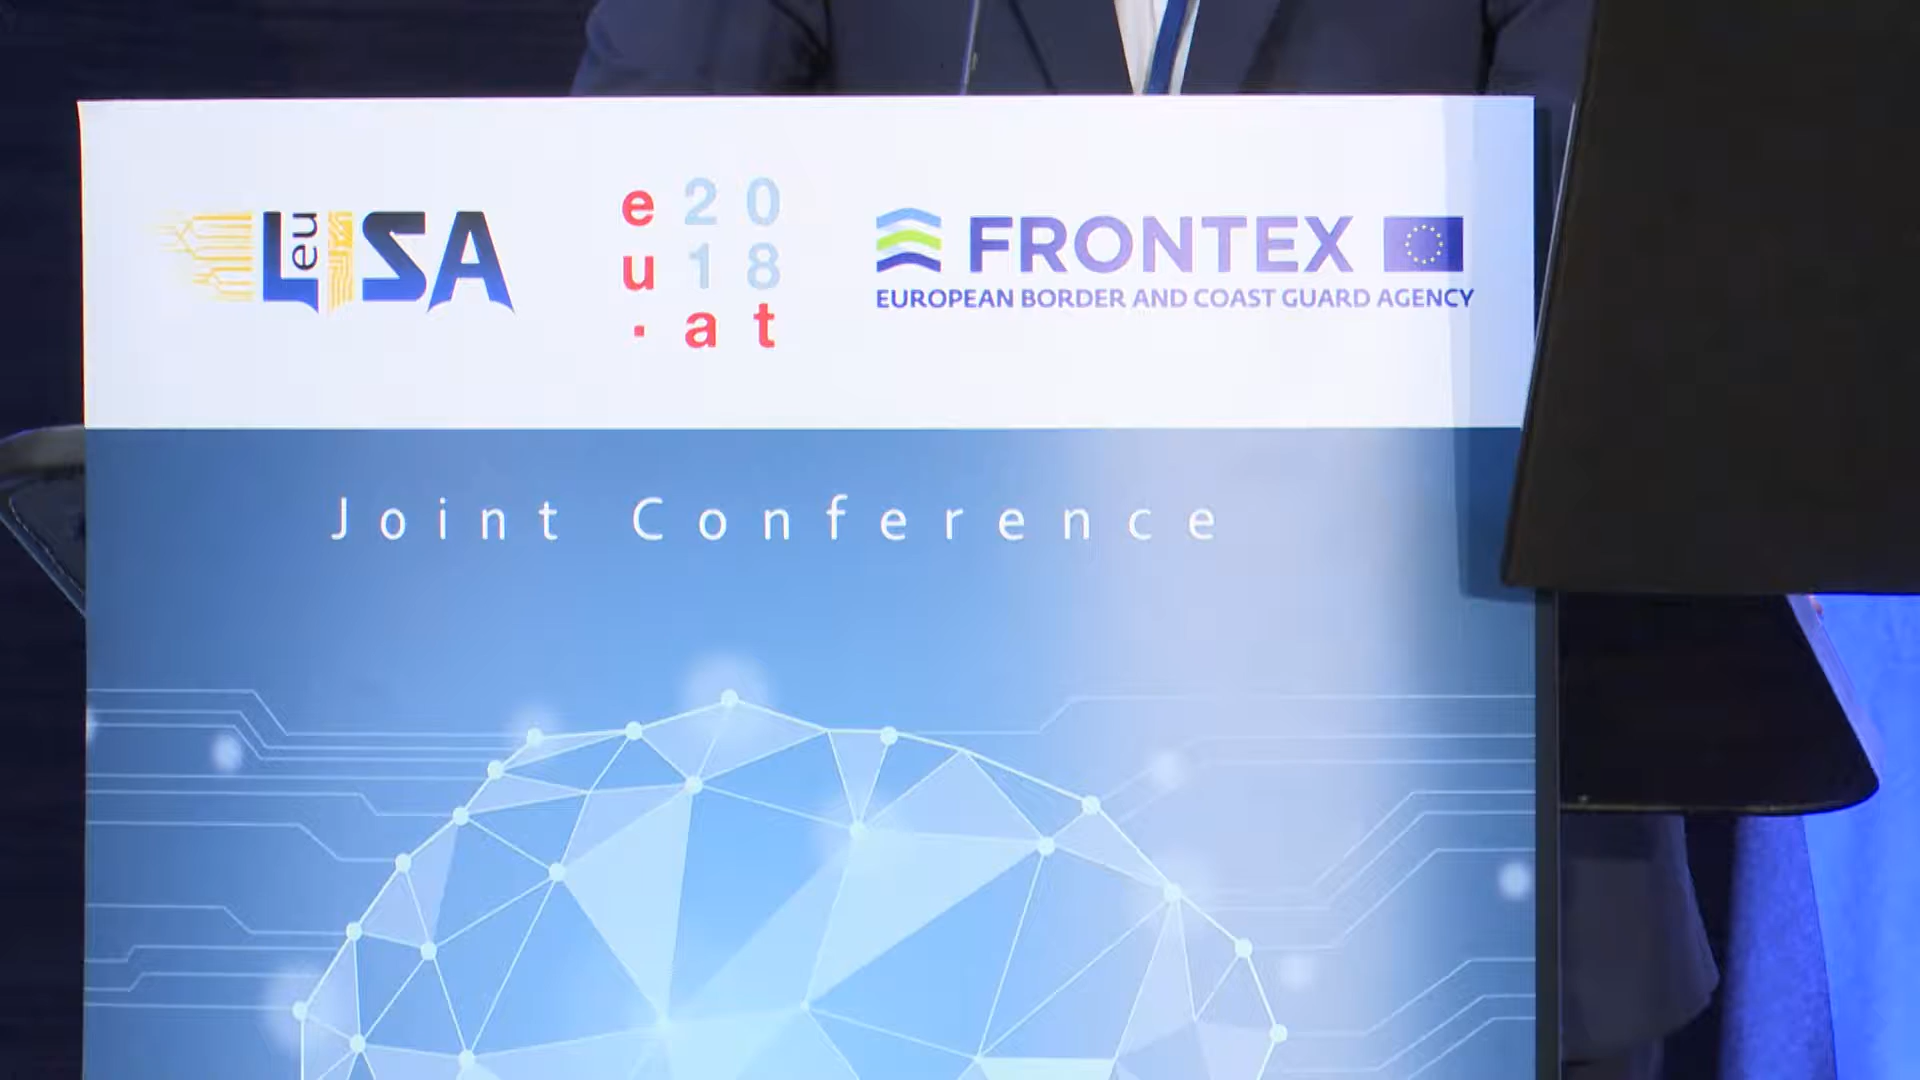 eu LISA
e 2 0
u 1 8
. a t
FRONTEX
EUROPEAN BORDER AND COAST GUARD AGENCY
Joint Conference